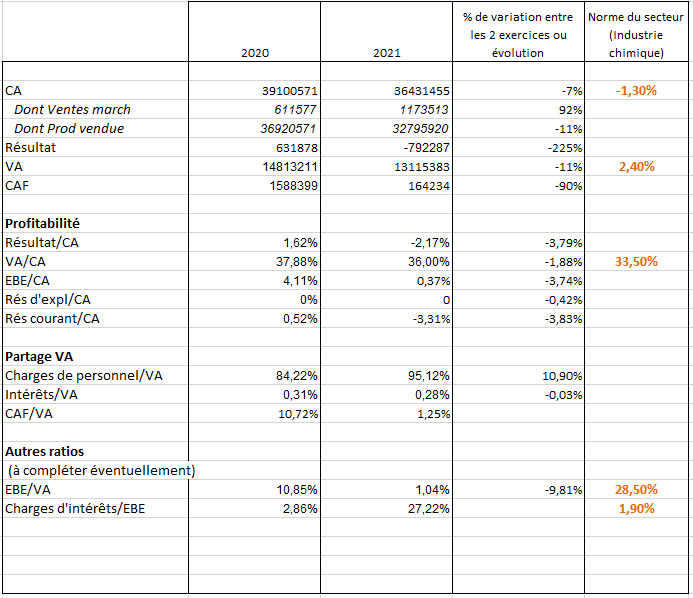 % de variation entre les 2 exercices ou évolution
Norme du secteur (Industrie chimique)
2020 2021
CA 39100571 36431455 -7% -1,30%
Dont Ventes march 611577 1173513 92%
Dont Prod vendue 36920571 32795920 -11%
Résultat 631878 -792287 -225%
VA 14813211 13115383 -11% 2,40%
CAF 1588399 164234 -90%
Profitabilité
Résultat/CA 1,62% -2,17% -3,79%
VA/CA 37,88% 36,00% -1,88% 33,50%
EBE/CA 4,11% 0,37% -3,74%
Rés d'expl/CA 0% 0 -0,42%
Rés courant/CA 0,52% -3,31% -3,83%
Partage VA
Charges de personnel/VA 84,22% 95,12% 10,90%
Intérêts/VA 0,31% 0,28% -0,03%
CAF/VA 10,72% 1,25%
Autres ratios
(à compléter éventuellement)
EBE/VA 10,85% 1,04% -9,81% 28,50%
Charges d'intérêts/EBE 2,86% 27,22% 1,90%